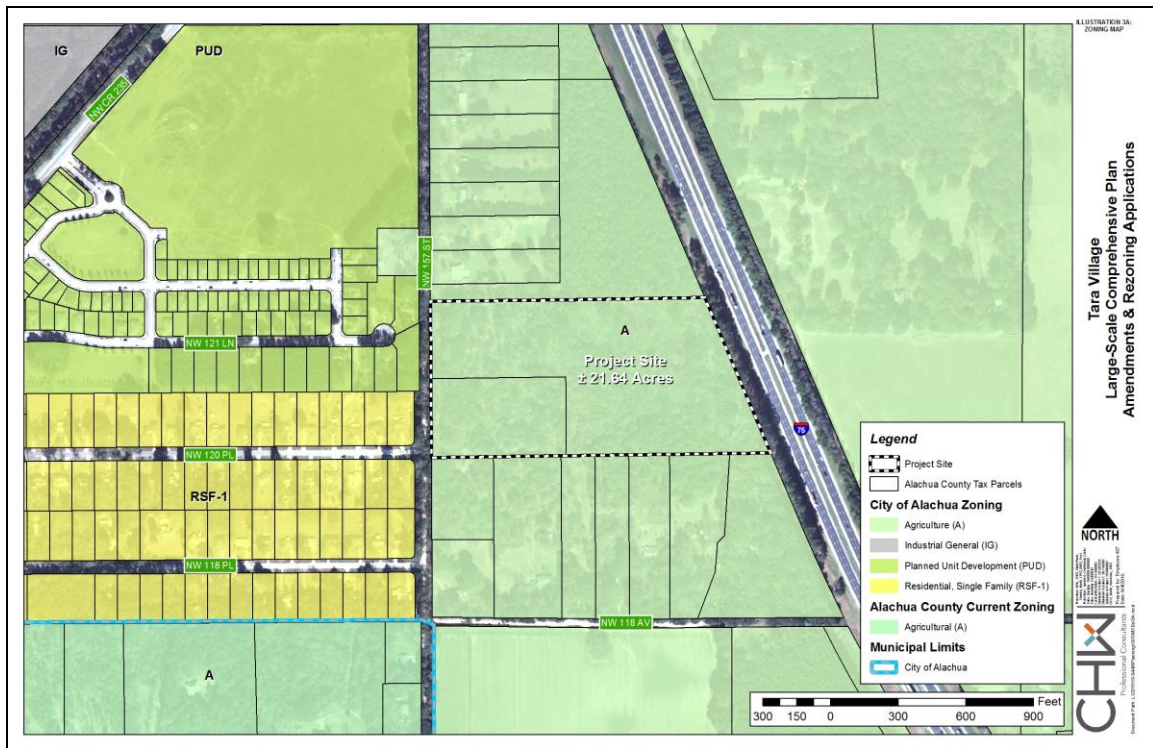 ILLUSTRATION 3A:
ZONING MAP
IG
PUD
NW CR 235
NW 157 ST
A
Project Site
± 21.64 Acres
NW 121 LN
NW 120 PL
RSF-1
NW 118 PL
NW 118 AV
A
75
Tara Village
Large-Scale Comprehensive Plan
Amendments & Rezoning Applications
Legend
Project Site
Alachua County Tax Parcels
City of Alachua Zoning
Agriculture (A)
Industrial General (IG)
Planned Unit Development (PUD)
Residential, Single Family (RSF-1)
Alachua County Current Zoning
Agricultural (A)
Municipal Limits
City of Alachua
Feet
300 150 0 300 600 900
NORTH
CHW
Professional Consultants